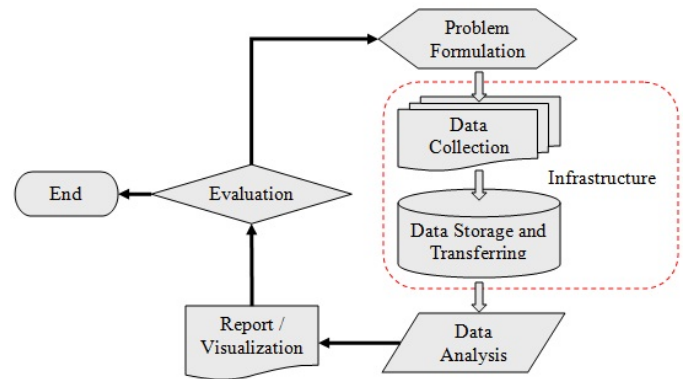 Problem
Formulation
Data
Collection
Infrastructure
End
Evaluation
Data Storage and
Transferring
Report /
Visualization
Data
Analysis